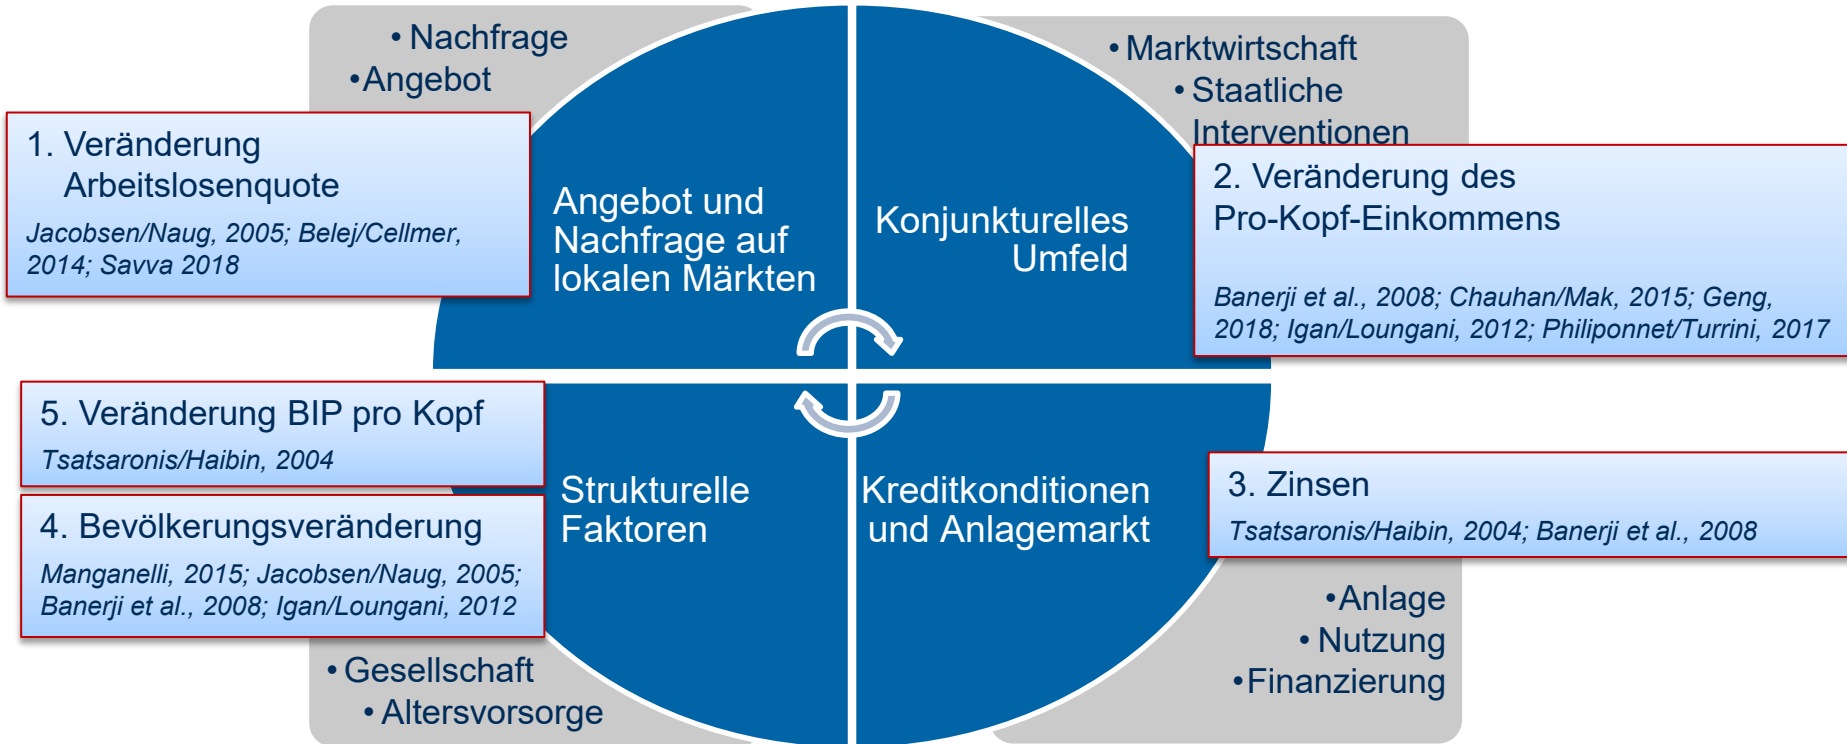 • Nachfrage
•Angebot
•Marktwirtschaft
• Staatliche
Interventionen
1. Veränderung
Arbeitslosenquote
Jacobsen/Naug, 2005; Belej/Cellmer,
2014; Savva 2018
Angebot und
Nachfrage auf
lokalen Märkten
Konjunkturelles
Umfeld
2. Veränderung des
Pro-Kopf-Einkommens
Banerji et al., 2008; Chauhan/Mak, 2015; Geng,
2018; Igan/Loungani, 2012; Philiponnet/Turrini, 2017
5. Veränderung BIP pro Kopf
Tsatsaronis/Haibin, 2004
4. Bevölkerungsveränderung
Manganelli, 2015; Jacobsen/Naug, 2005;
Banerji et al., 2008; Igan/Loungani, 2012
Strukturelle
Faktoren
Kreditkonditionen
und Anlagemarkt
3. Zinsen
Tsatsaronis/Haibin, 2004; Banerji et al., 2008
• Gesellschaft
• Altersvorsorge
•Anlage
• Nutzung
•Finanzierung